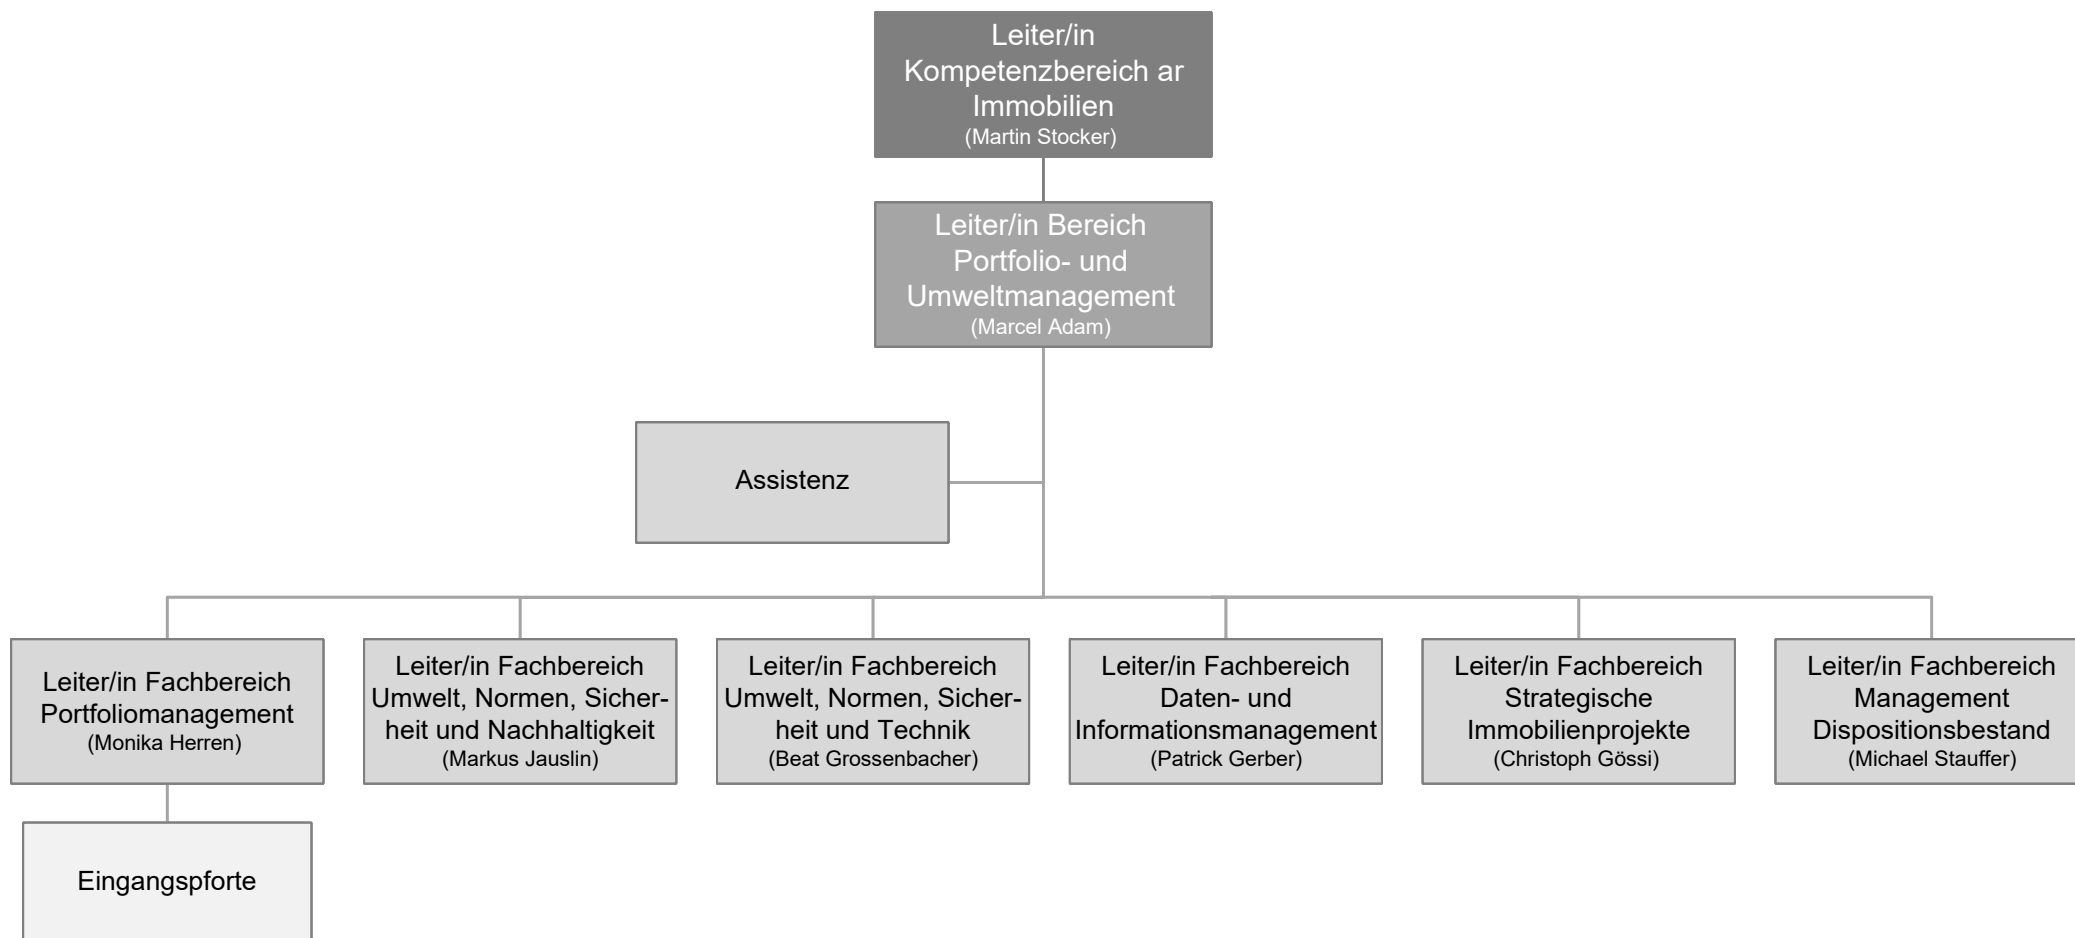 Leiter/in
Kompetenzbereich ar
Immobilien
(Martin Stocker)
Leiter/in Bereich
Portfolio- und
Umweltmanagement
(Marcel Adam)
Assistenz
Leiter/in Fachbereich
Portfoliomanagement
(Monika Herren)
Leiter/in Fachbereich
Umwelt, Normen, Sicher-
heit und Nachhaltigkeit
(Markus Jauslin)
Leiter/in Fachbereich
Umwelt, Normen, Sicher-
heit und Technik
(Beat Grossenbacher)
Leiter/in Fachbereich
Daten- und
Informationsmanagement
(Patrick Gerber)
Leiter/in Fachbereich
Strategische
Immobilienprojekte
(Christoph Gössi)
Leiter/in Fachbereich
Management
Dispositionsbestand
(Michael Stauffer)
Eingangspforte